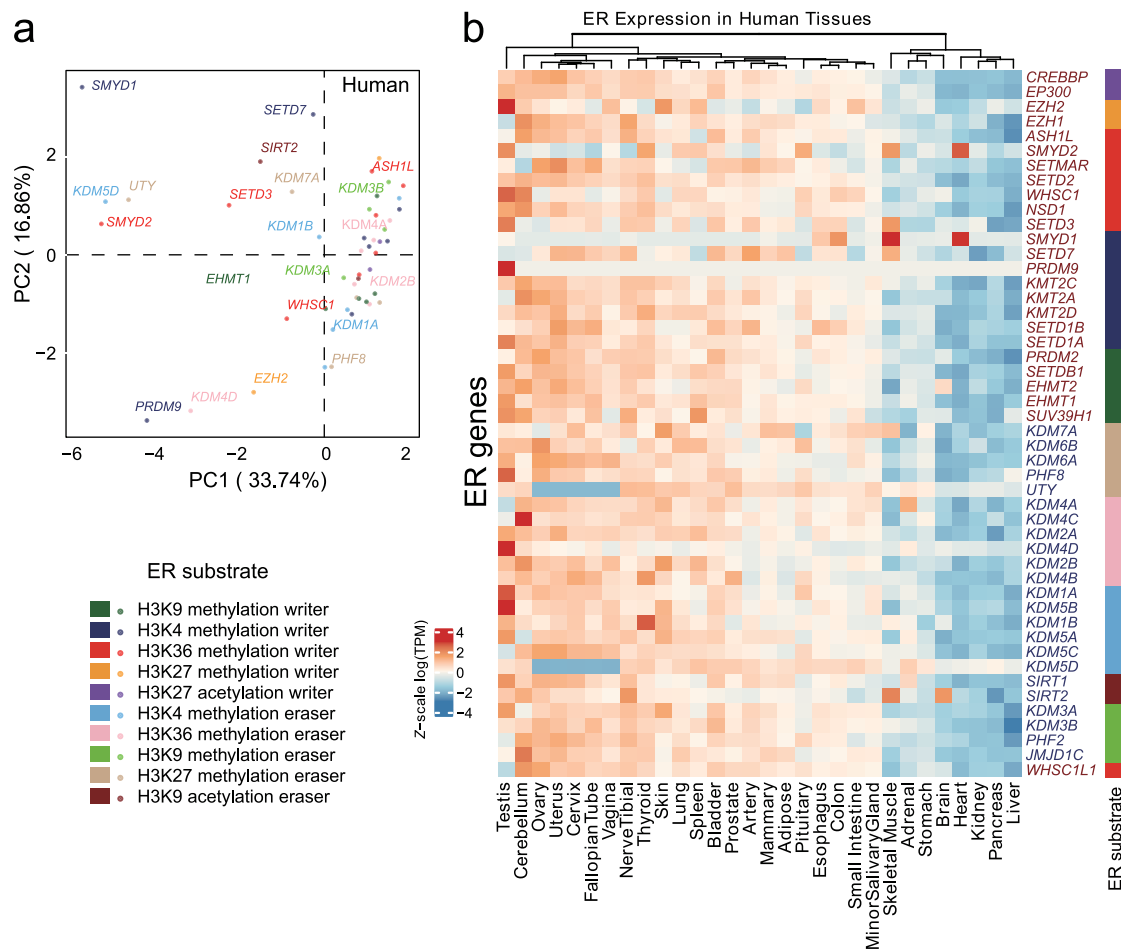 a
Human
SMYD1
SETD7
SIRT2
KDM7A
ASH1L
KDM3B
KDM5D
UTY
SETD3
SMYD2
KDM1B
KDM4A
EHMT1
KDM3A
KDM2B
WHSC1
KDM1A
PHF8
EZH2
KDM4D
PRDM9
2
0
−2
PC2 ( 16.86%)
−6
−4
−2
0
2
PC1 ( 33.74%)
ER substrate
H3K9 methylation writer
H3K4 methylation writer
H3K36 methylation writer
H3K27 methylation writer
H3K27 acetylation writer
H3K4 methylation eraser
H3K36 methylation eraser
H3K9 methylation eraser
H3K27 methylation eraser
H3K9 acetylation eraser
b
ER Expression in Human Tissues
ER genes
CREBBP
EP300
EZH2
EZH1
ASH1L
SMYD2
SETMAR
SETD2
WHSC1
NSD1
SETD3
SMYD1
SETD7
PRDM9
KMT2C
KMT2A
KMT2D
SETD1B
SETD1A
PRDM2
SETDB1
EHMT2
EHMT1
SUV39H1
KDM7A
KDM6B
KDM6A
PHF8
UTY
KDM4A
KDM4C
KDM2A
KDM4D
KDM2B
KDM4B
KDM1A
KDM5B
KDM1B
KDM5A
KDM5C
KDM5D
SIRT1
SIRT2
KDM3A
KDM3B
PHF2
JMJD1C
WHSC1L1
Z−scale log(TPM)
4
2
0
−2
−4
Testis
Cerebellum
Ovary
Uterus
Cervix
FallopianTube
Vagina
NerveTibial
Thyroid
Skin
Lung
Spleen
Bladder
Prostate
Artery
Mammary
Adipose
Pituitary
Esophagus
Colon
Small Intestine
MinorSalivaryGland
Skeletal Muscle
Adrenal
Stomach
Brain
Heart
Kidney
Pancreas
Liver
ER substrate